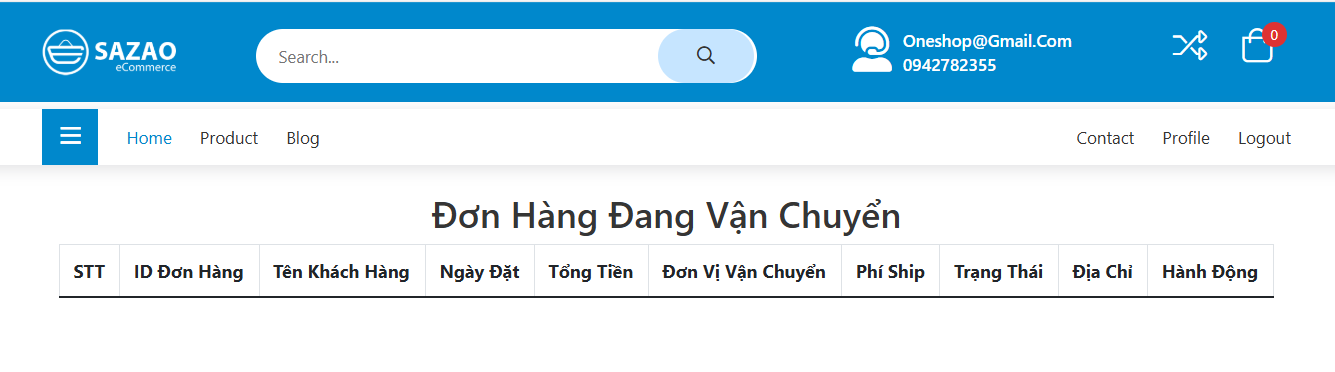 SAZAO
eCommerce
Search...
Oneshop@Gmail.Com
0942782355
0
Home Product Blog Contact Profile Logout
Đơn Hàng Đang Vận Chuyển
STT ID Đơn Hàng Tên Khách Hàng Ngày Đặt Tổng Tiền Đơn Vị Vận Chuyển Phí Ship Trạng Thái Địa Chỉ Hành Động